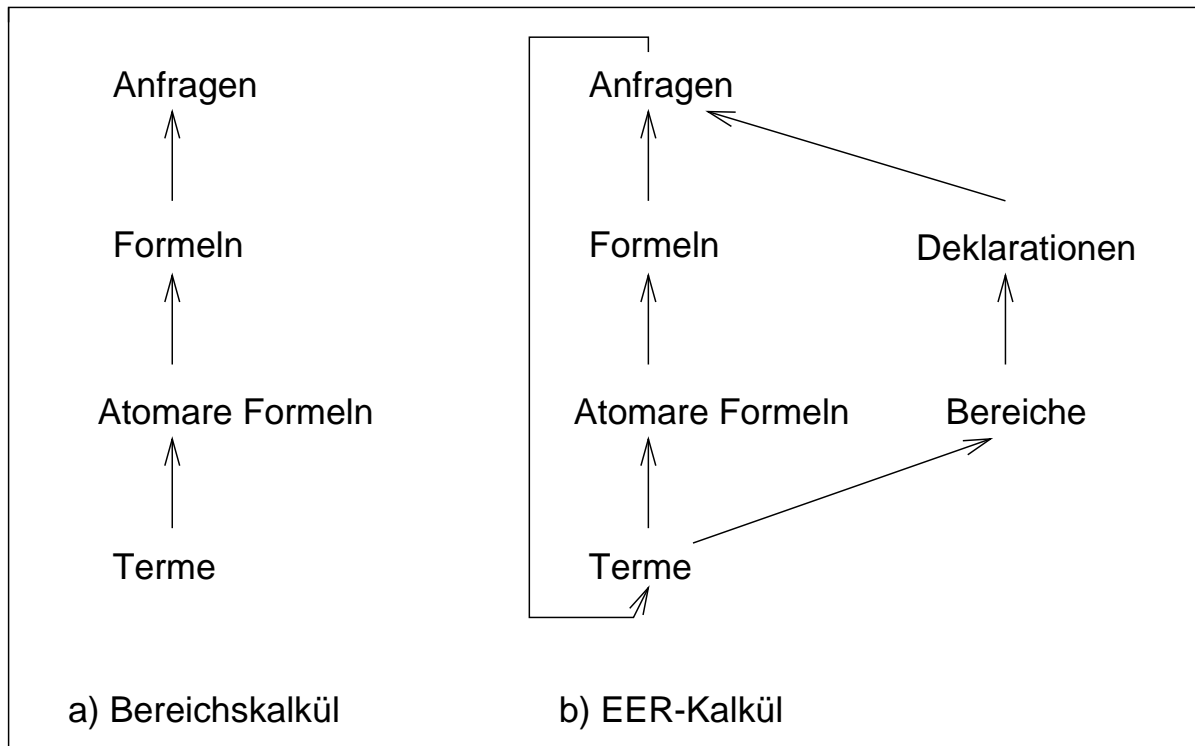 Anfragen
Formeln
Atomare Formeln
Terme
a) Bereichskalkül
Anfragen
Formeln
Deklarationen
Atomare Formeln
Bereiche
Terme
b) EER-Kalkül